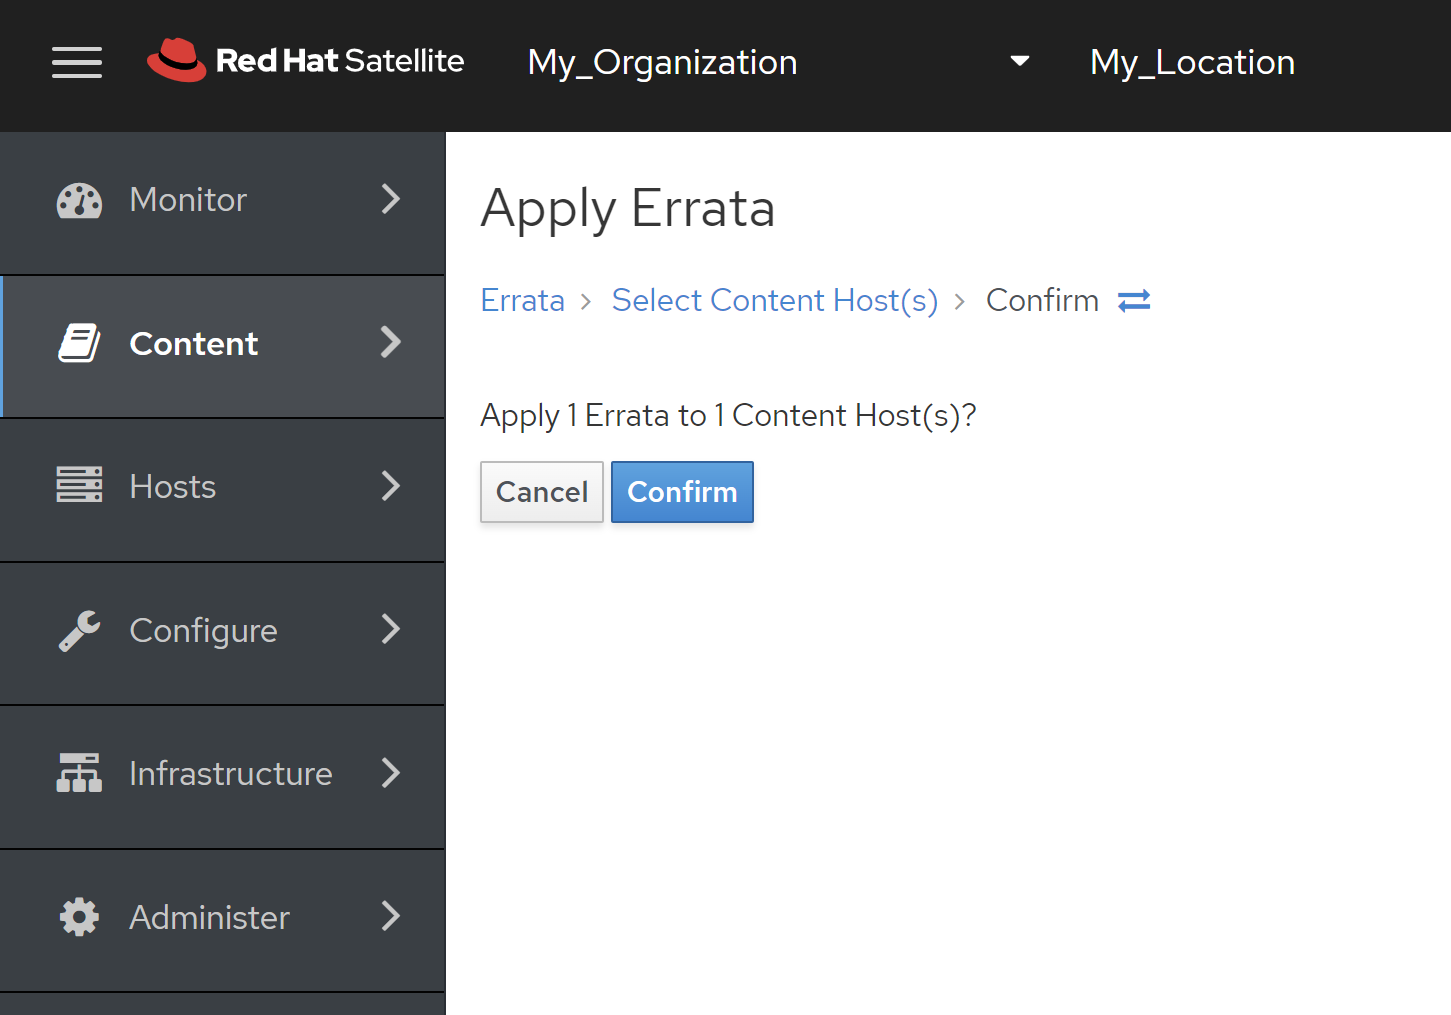 Red Hat Satellite My_Organization My_Location
Monitor
Content
Hosts
Configure
Infrastructure
Administer
Apply Errata
Errata > Select Content Host(s) > Confirm
Apply 1 Errata to 1 Content Host(s)?
Cancel Confirm